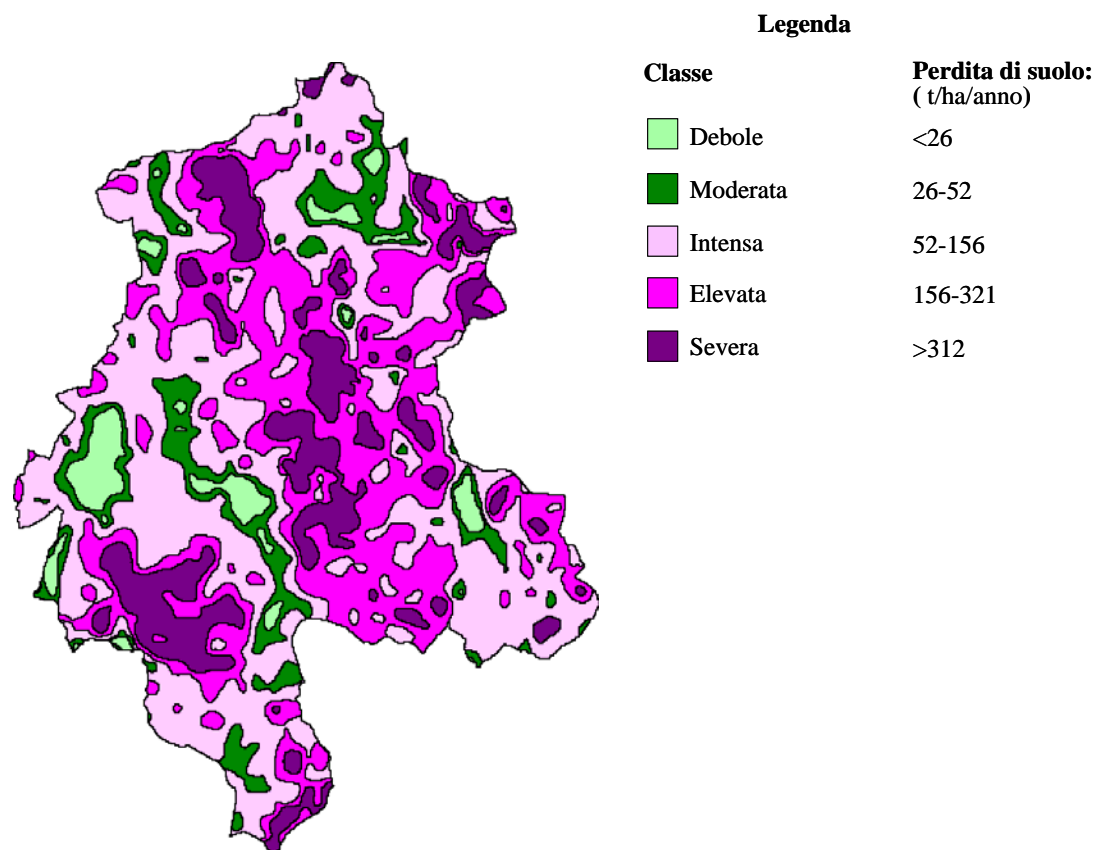 Legenda
Classe Perdita di suolo:
( t/ha/anno)
Debole <26
Moderata 26-52
Intensa 52-156
Elevata 156-321
Severa >312